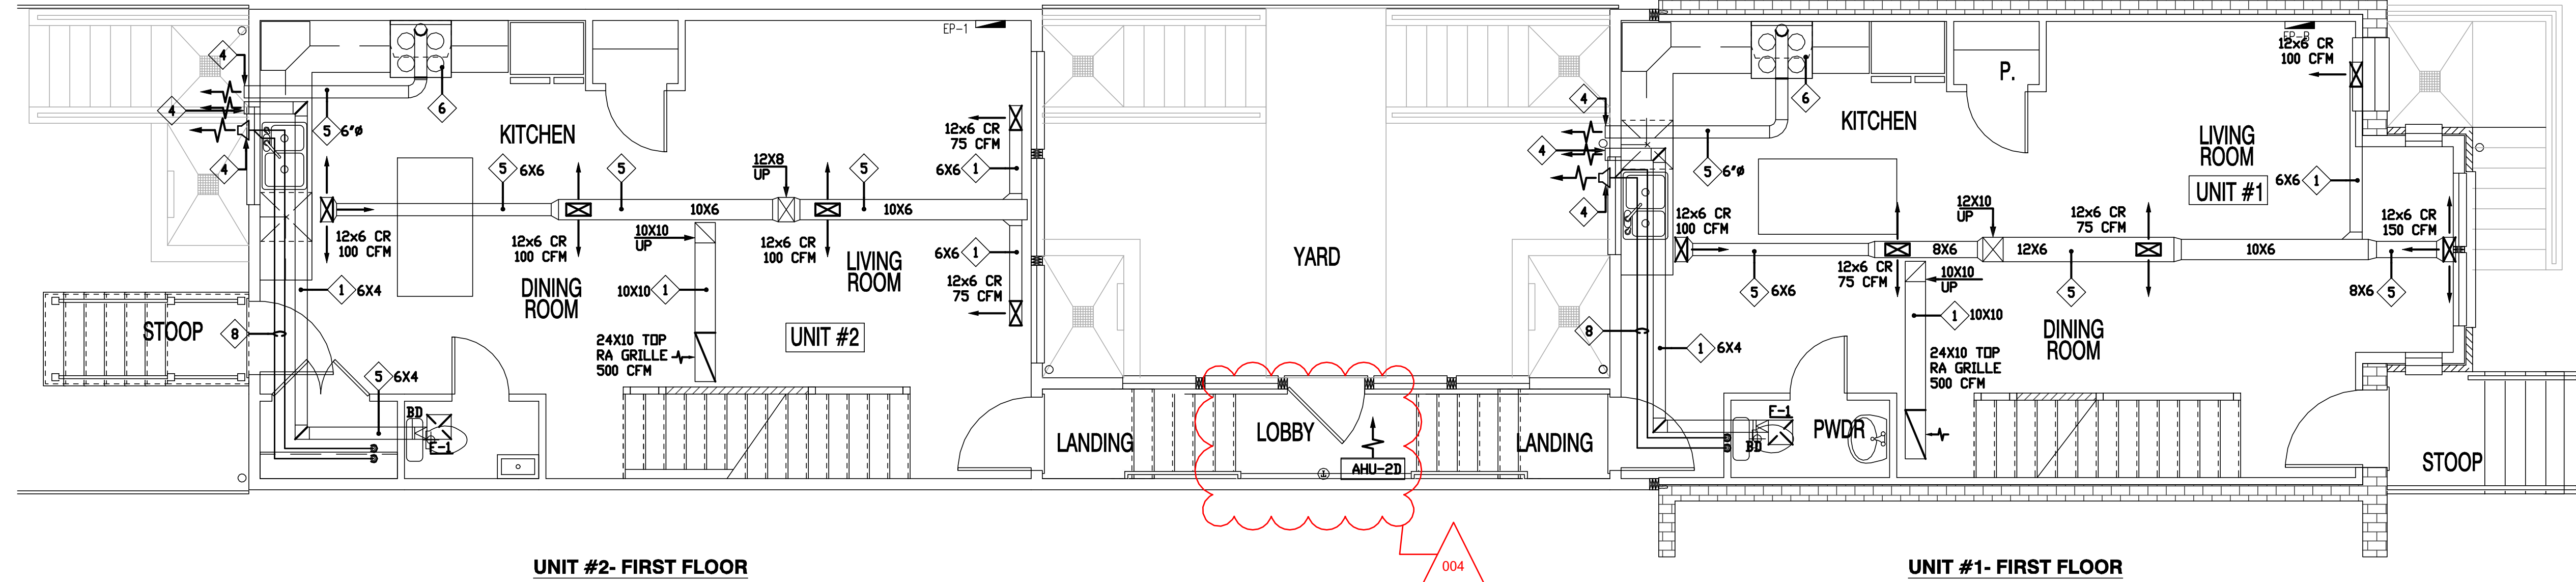 EP-1
4
4
4
5
6"ø
6
KITCHEN
5
6X6
5
12X8
UP
5
12x6 CR
75 CFM
6X6
1
10X6
10X6
12x6 CR
100 CFM
12x6 CR
100 CFM
10X10
UP
12x6 CR
100 CFM
LIVING
ROOM
6X6
1
12x6 CR
75 CFM
1
6X4
DINING
ROOM
10X10
1
STOOP
8
UNIT #2
24X10 TOP
RA GRILLE
500 CFM
5
6X4
BD
F-1
YARD
LANDING
LOBBY
LANDING
AHU-2D
004
EP-B
12x6 CR
100 CFM
P.
4
4
4
6
5
6"ø
KITCHEN
LIVING
ROOM
UNIT #1
6X6
1
12x6 CR
100 CFM
12X10
UP
12x6 CR
75 CFM
12x6 CR
150 CFM
8X6
12X6
10X6
12x6 CR
75 CFM
10X10
UP
5
6X6
5
8X6
5
1
10X10
8
1
6X4
DINING
ROOM
24X10 TOP
RA GRILLE
500 CFM
F-1
BD
PWDR
STOOP
UNIT #2- FIRST FLOOR
UNIT #1- FIRST FLOOR